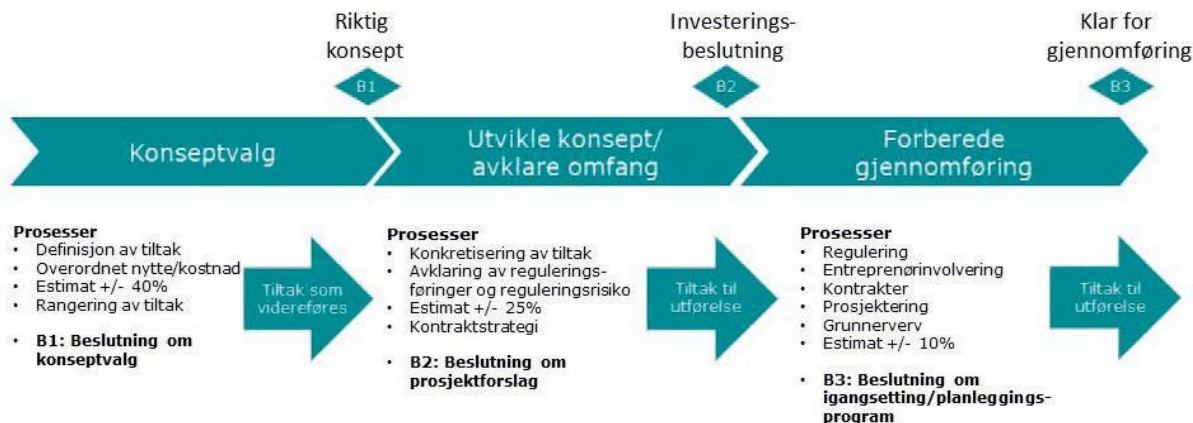 Riktig
konsept
B1
Investerings-
beslutning
B2
Klar for
gjennomføring
B3
Konseptvalg
Utvikle konsept/
avklare omfang
Forberede
gjennomføring
Prosesser
• Definisjon av tiltak
• Overordnet nytte/kostnad
• Estimat +/- 40%
• Rangering av tiltak
• B1: Beslutning om
konseptvalg
Tiltak som
videreføres
Prosesser
• Konkretisering av tiltak
• Avklaring av regulerings-
føringer og reguleringsrisiko
• Estimat +/- 25%
• Kontraktstrategi
• B2: Beslutning om
prosjektforslag
Tiltak til
utførelse
Prosesser
• Regulering
• Entreprenørinvolvering
• Kontrakter
• Prosjektering
• Grunnerverv
• Estimat +/- 10%
• B3: Beslutning om
igangsetting/planleggings-
program
Tiltak til
utførelse